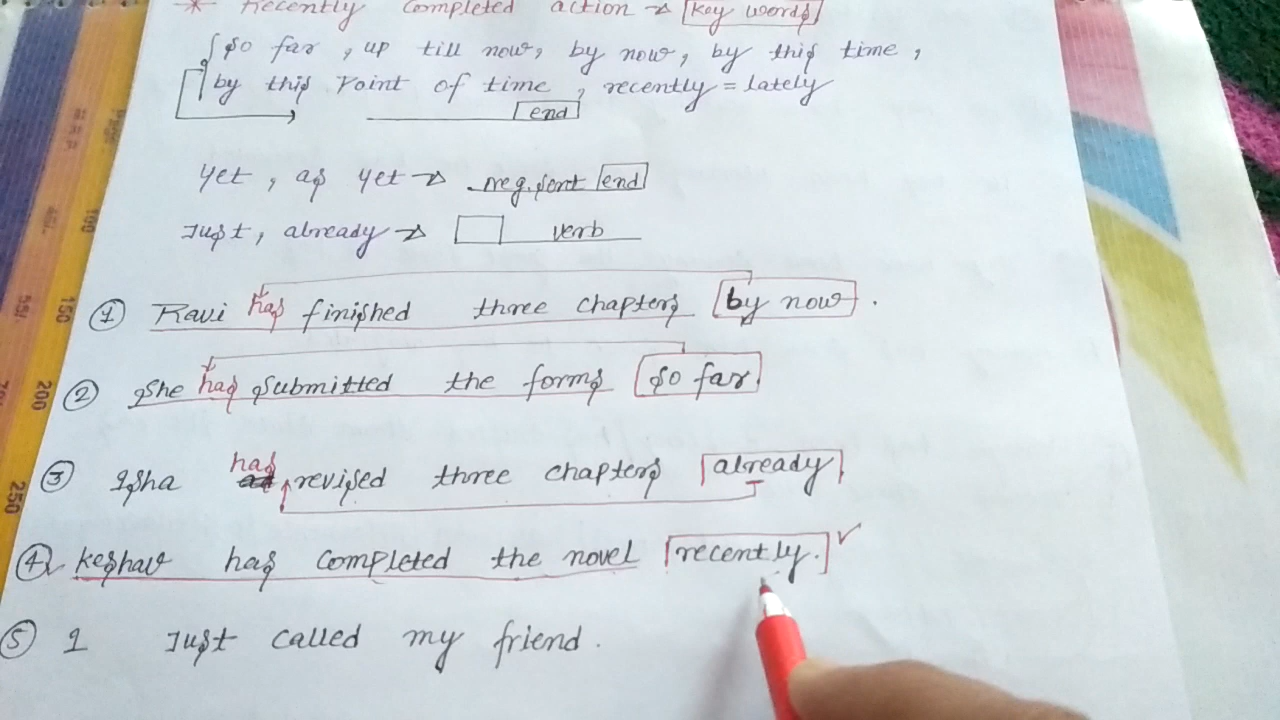 * Recently Completed action → Key words
so far, up till now, by now, by this time,
by this Point of time, recently = lately
end
Yet, as yet → neg. sent end
Just, already → verb
① Ravi has finished three chapters by now.
② She has submitted the forms so far
③ Isha has revised three chapters already
④ Keshav has completed the novel recently.
⑤ I Just called my friend.